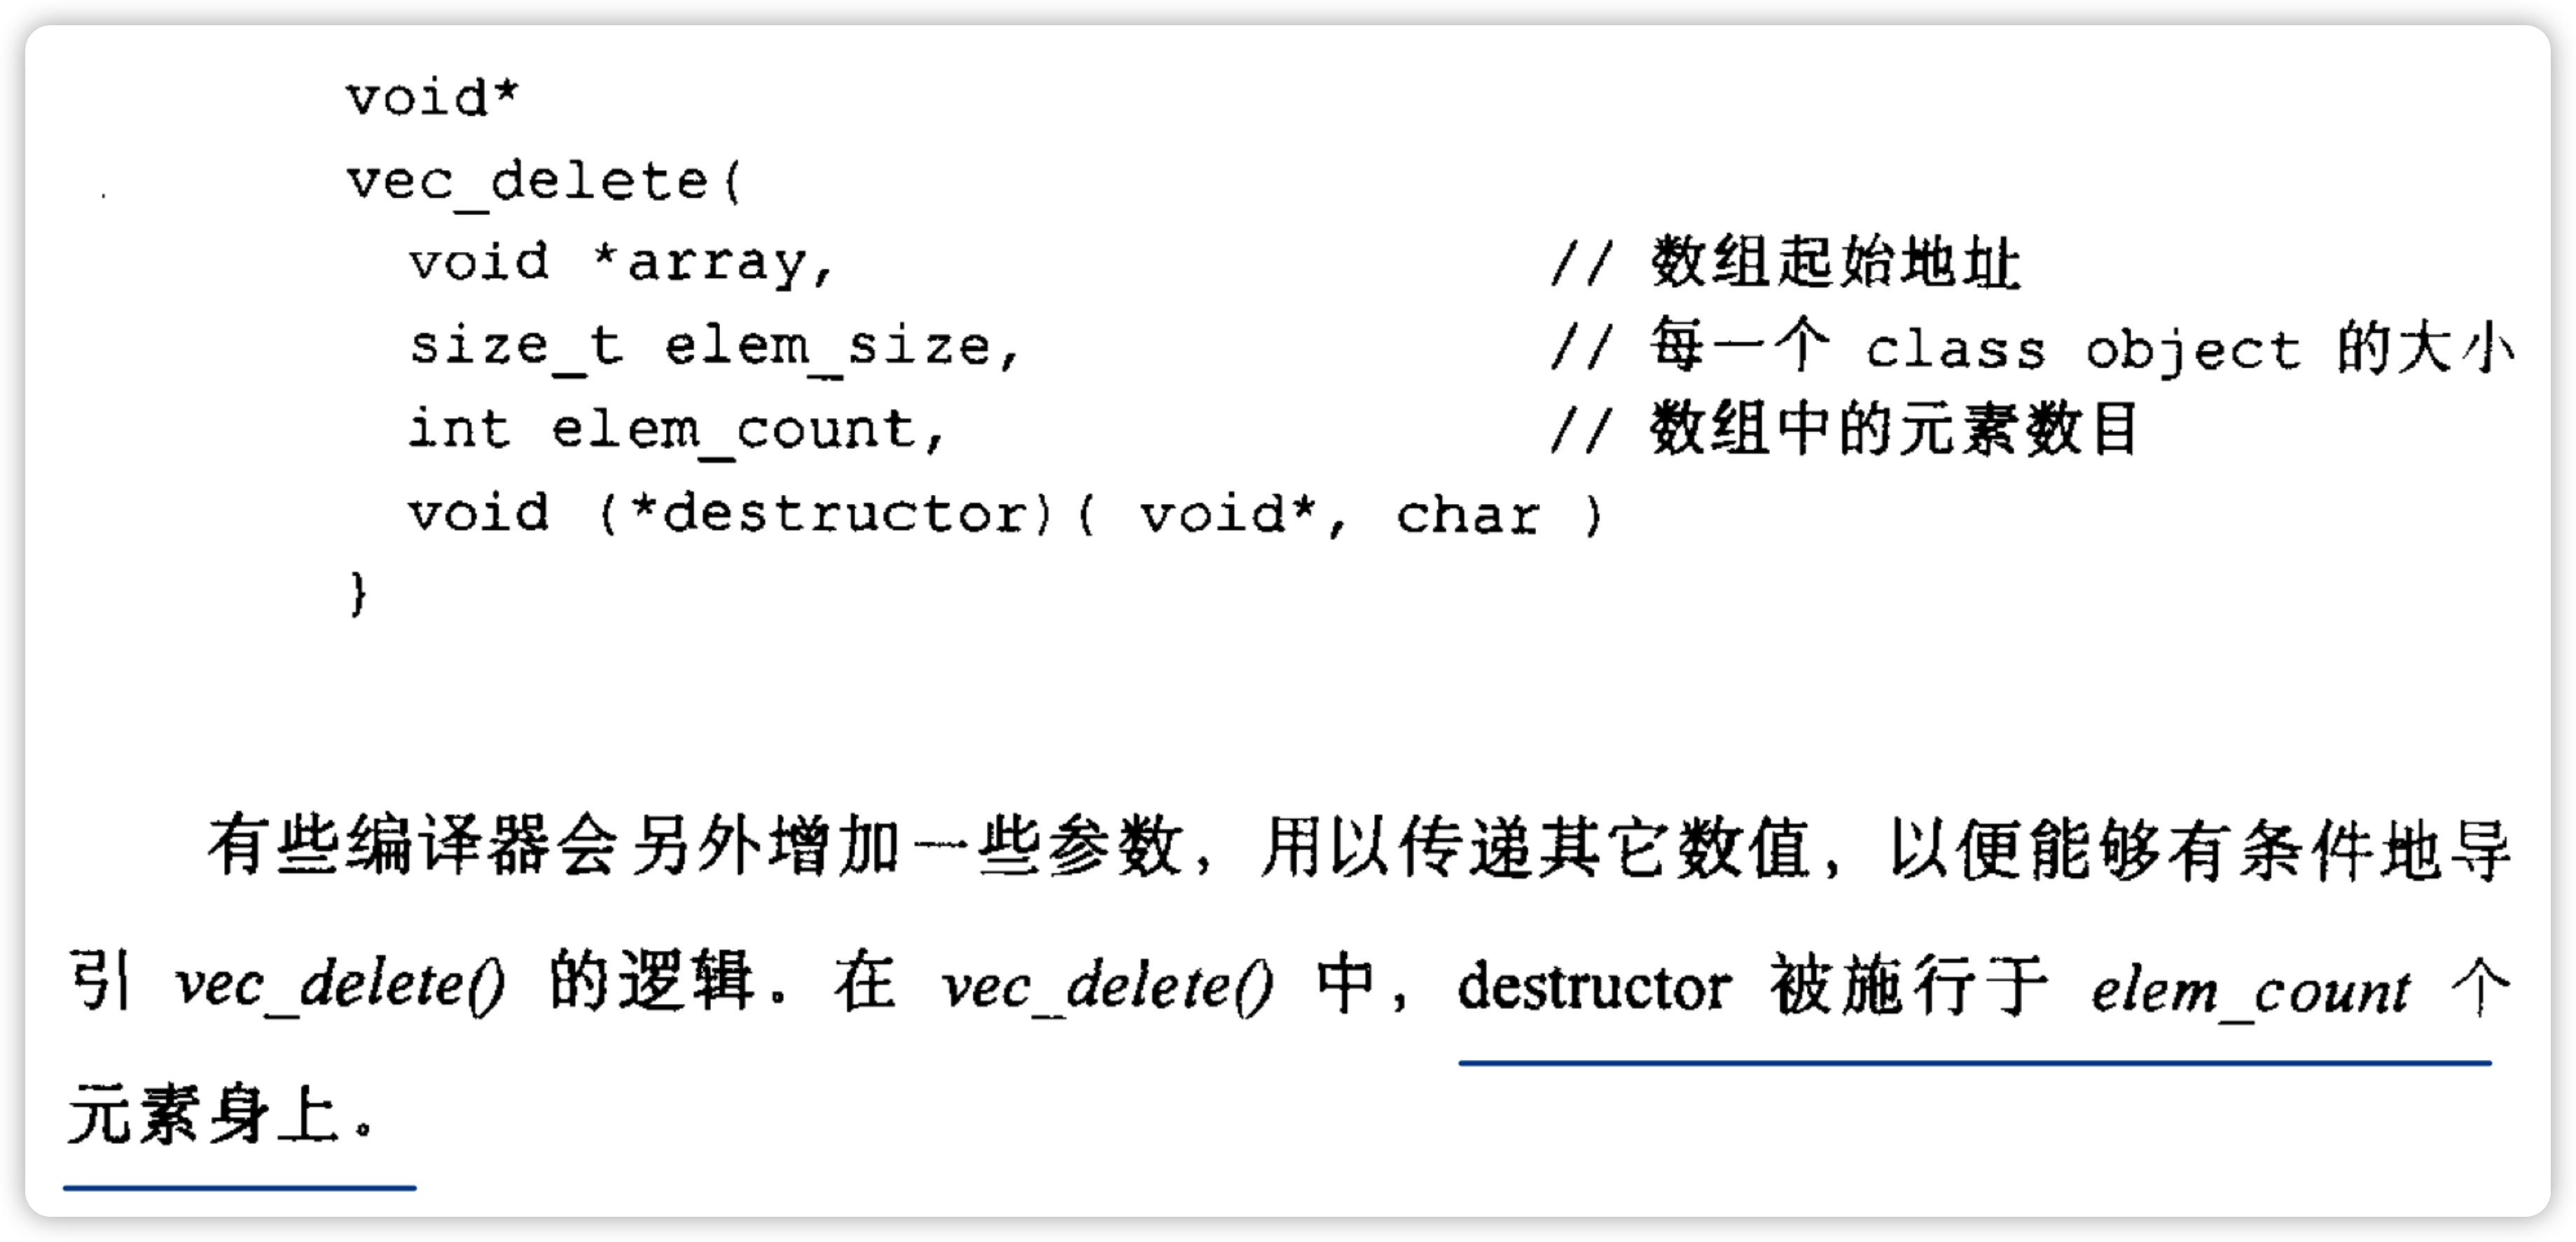 void*
vec_delete(
void *array, // 数组起始地址
size_t elem_size, // 每一个 class object 的大小
int elem_count, // 数组中的元素数目
void (*destructor)( void*, char )
}
有些编译器会另外增加一些参数，用以传递其它数值，以便能够有条件地导
引 vec_delete() 的逻辑．在 vec_delete() 中，destructor 被施行于 elem_count 个
元素身上。